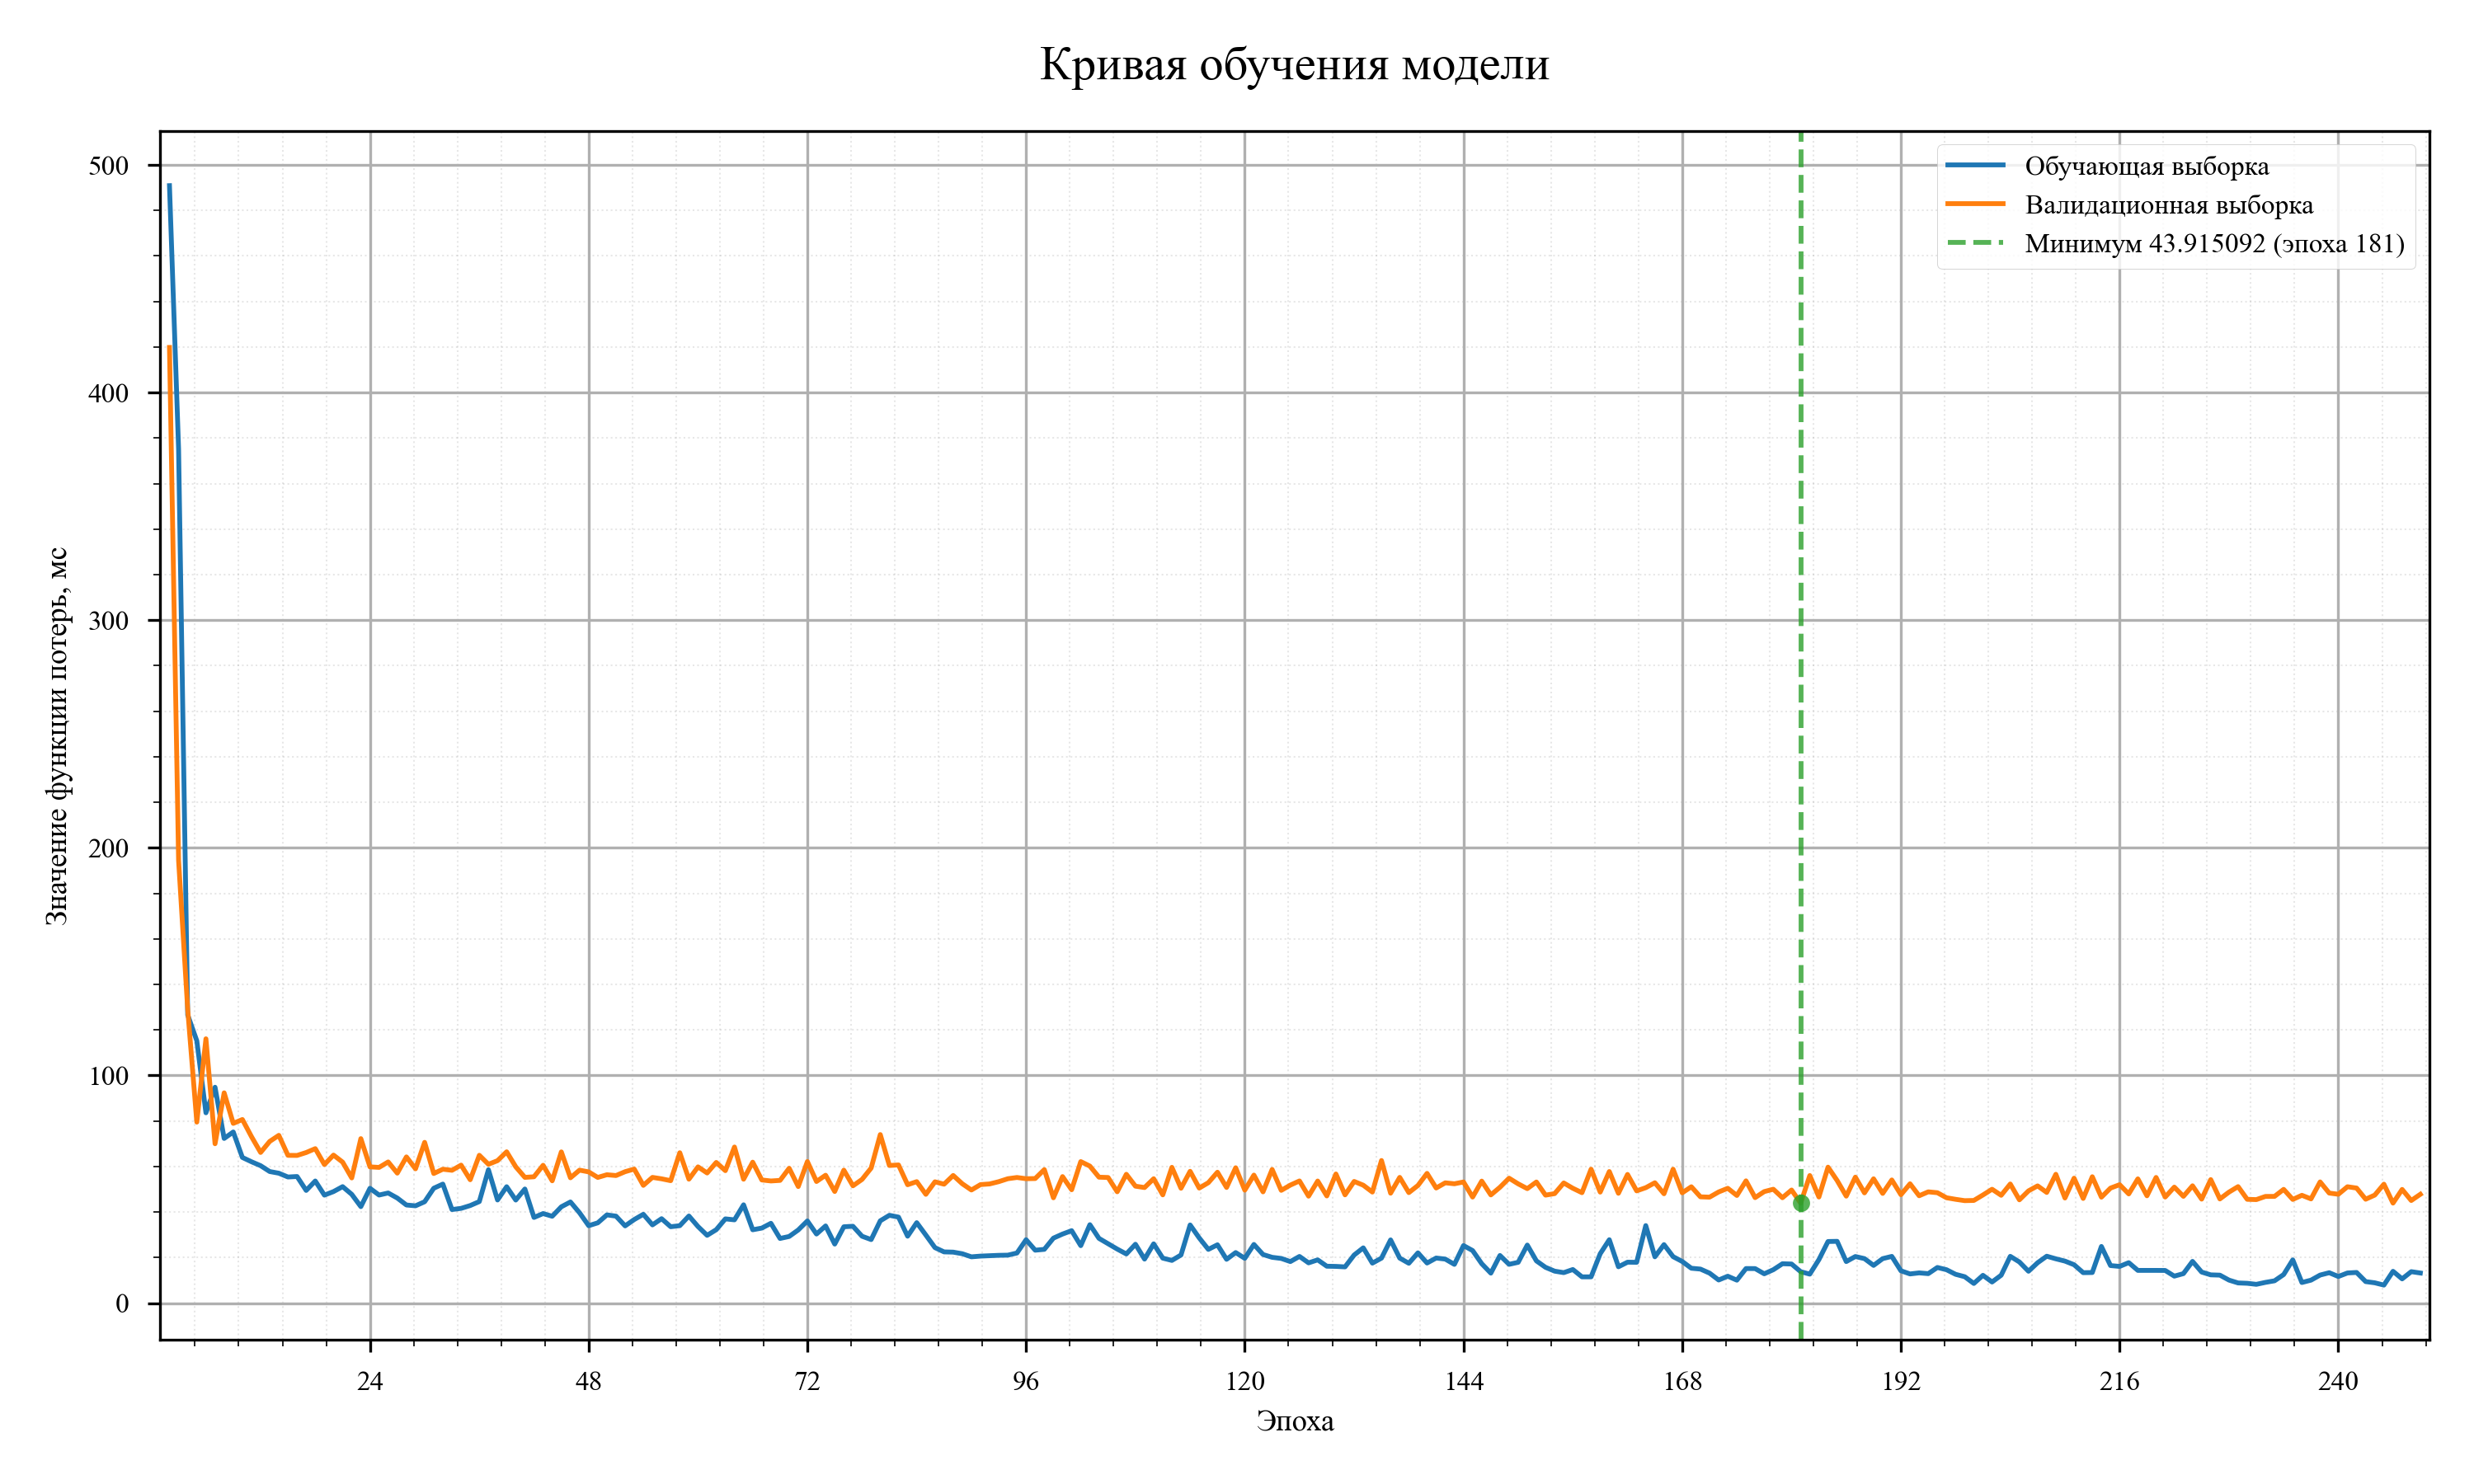 Кривая обучения модели
Обучающая выборка
Валидационная выборка
Минимум 43.915092 (эпоха 181)
Значение функции потерь, мс
500
400
300
200
100
0
24 48 72 96 120 144 168 192 216 240
Эпоха